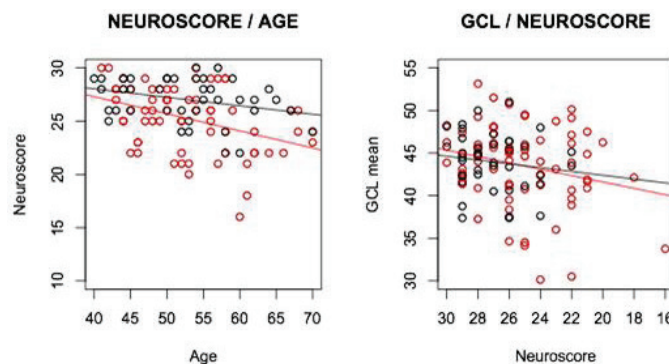 NEUROSCORE / AGE
Neuroscore
30
25
20
15
10
40 45 50 55 60 65 70
Age
GCL / NEUROSCORE
GCL mean
55
50
45
40
35
30
30 28 26 24 22 20 18 16
Neuroscore